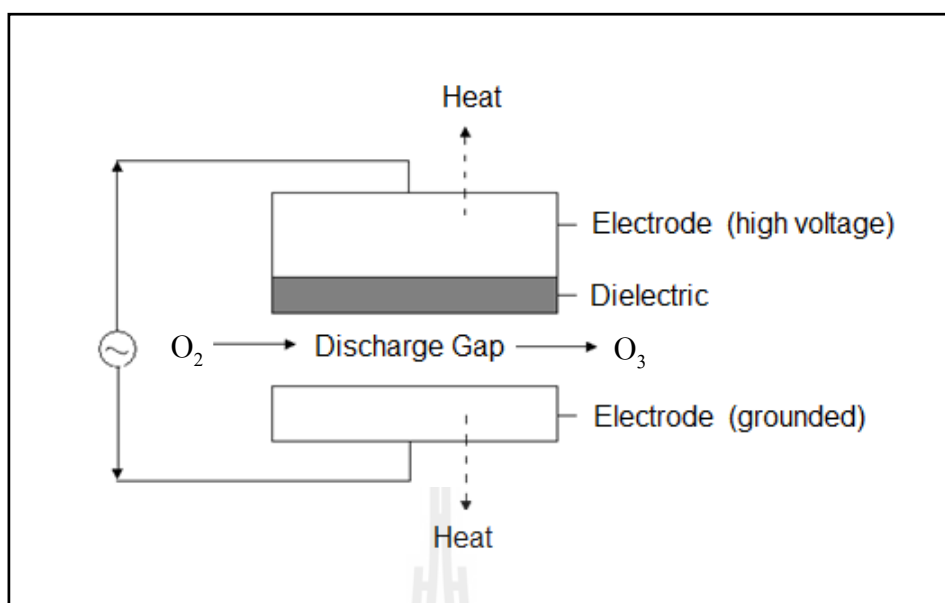 Heat
Electrode (high voltage)
Dielectric
O₂ Discharge Gap O₃
Electrode (grounded)
Heat